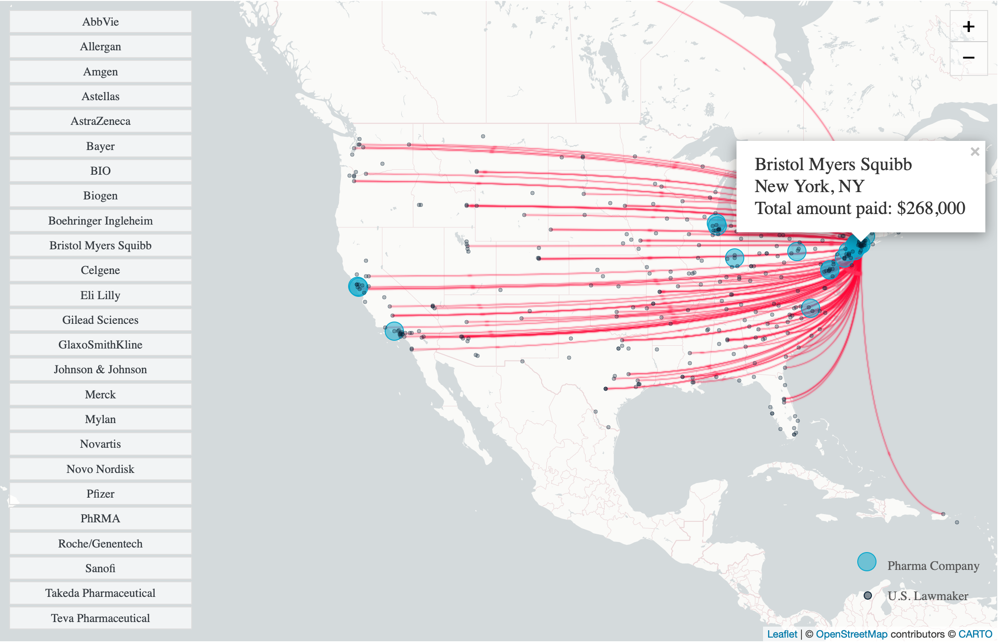 AbbVie
Allergan
Amgen
Astellas
AstraZeneca
Bayer
BIO
Biogen
Boehringer Ingleheim
Bristol Myers Squibb
Celgene
Eli Lilly
Gilead Sciences
GlaxoSmithKline
Johnson & Johnson
Merck
Mylan
Novartis
Novo Nordisk
Pfizer
PhRMA
Roche/Genentech
Sanofi
Takeda Pharmaceutical
Teva Pharmaceutical
+
−
×
Bristol Myers Squibb
New York, NY
Total amount paid: $268,000
Pharma Company
U.S. Lawmaker
Leaflet | © OpenStreetMap contributors © CARTO